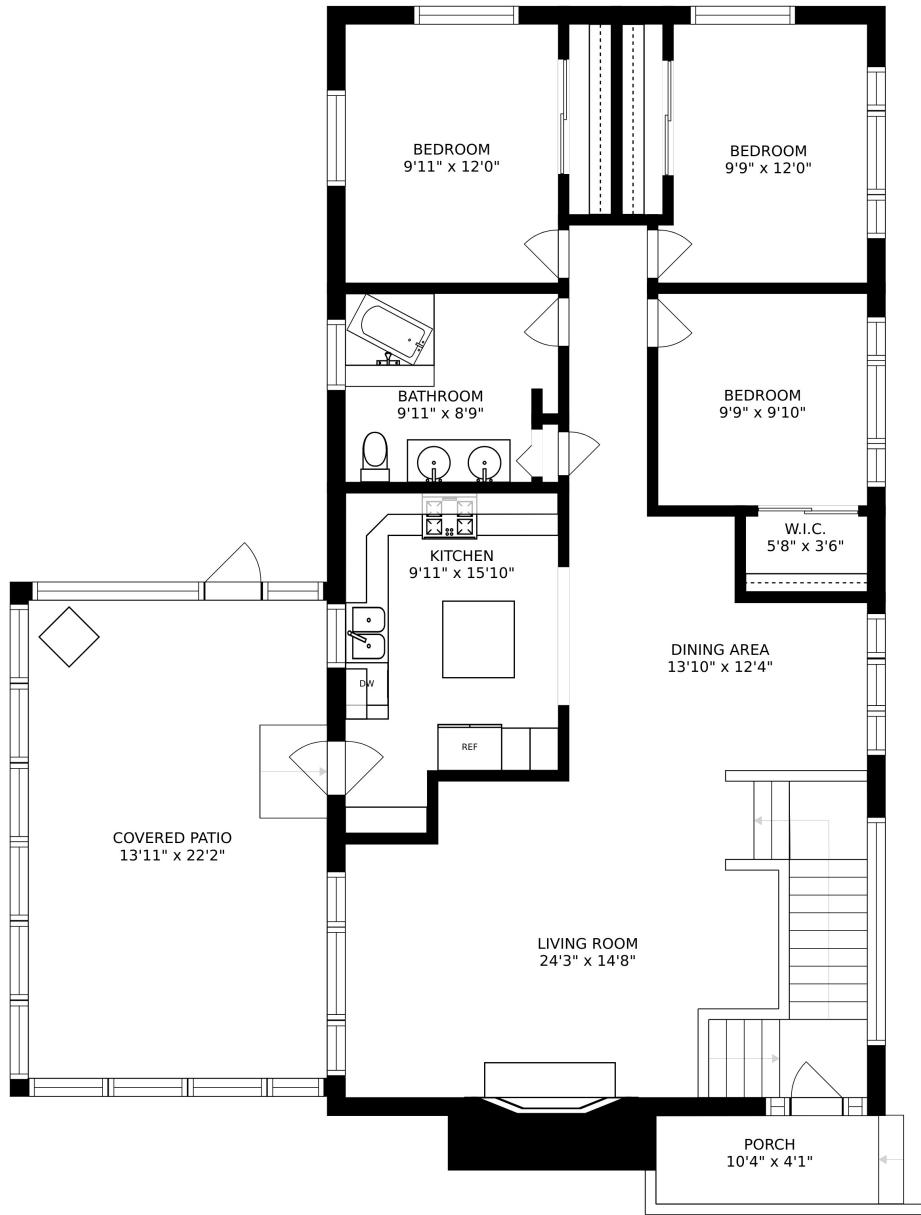 BEDROOM
9'11" x 12'0"
BEDROOM
9'9" x 12'0"
BATHROOM
9'11" x 8'9"
BEDROOM
9'9" x 9'10"
W.I.C.
5'8" x 3'6"
KITCHEN
9'11" x 15'10"
DINING AREA
13'10" x 12'4"
DW
REF
COVERED PATIO
13'11" x 22'2"
LIVING ROOM
24'3" x 14'8"
PORCH
10'4" x 4'1"